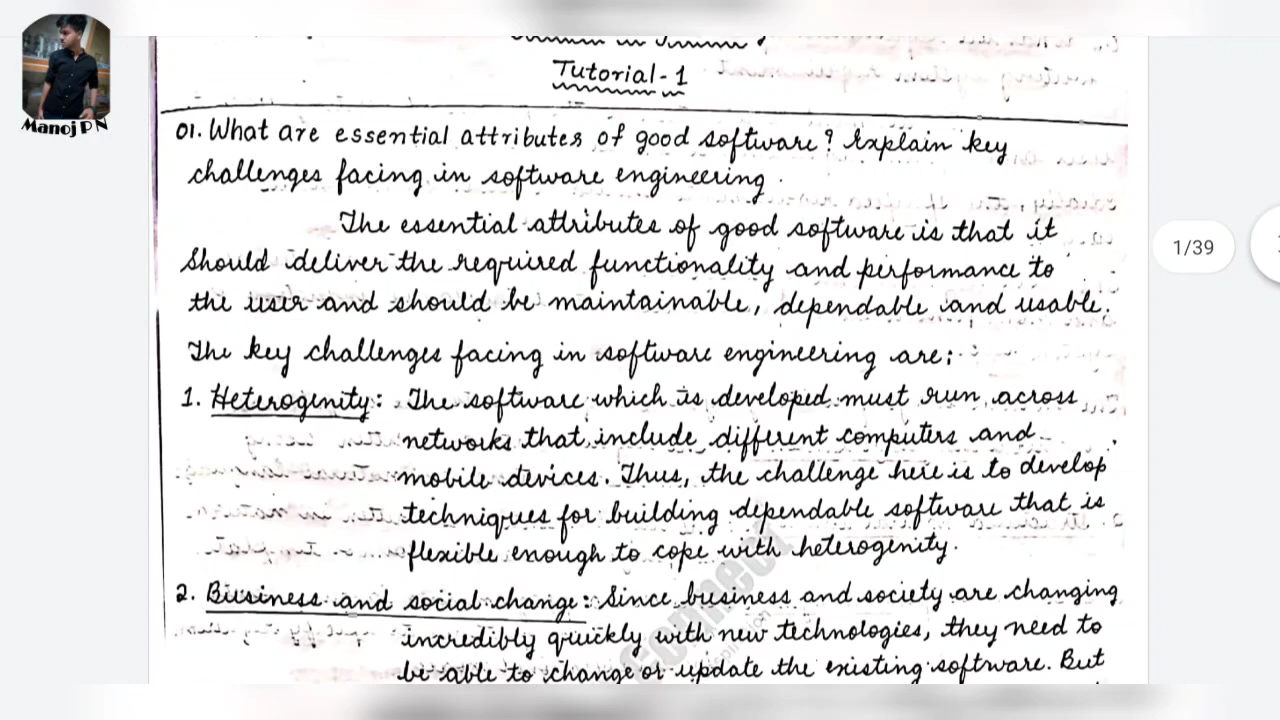 Manoj P N
Tutorial-1
01. What are essential attributes of good software? Explain key
challenges facing in software engineering.
The essential attributes of good software is that it
should deliver the required functionality and performance to
the user and should be maintainable, dependable and usable.
The key challenges facing in software engineering are:
1. Heterogenity: The software which is developed must run across
networks that include different computers and
mobile devices. Thus, the challenge here is to develop
techniques for building dependable software that is
flexible enough to cope with heterogenity.
2. Business and social change: Since business and society are changing
incredibly quickly with new technologies, they need to
be able to change or update the existing software. But
1/39